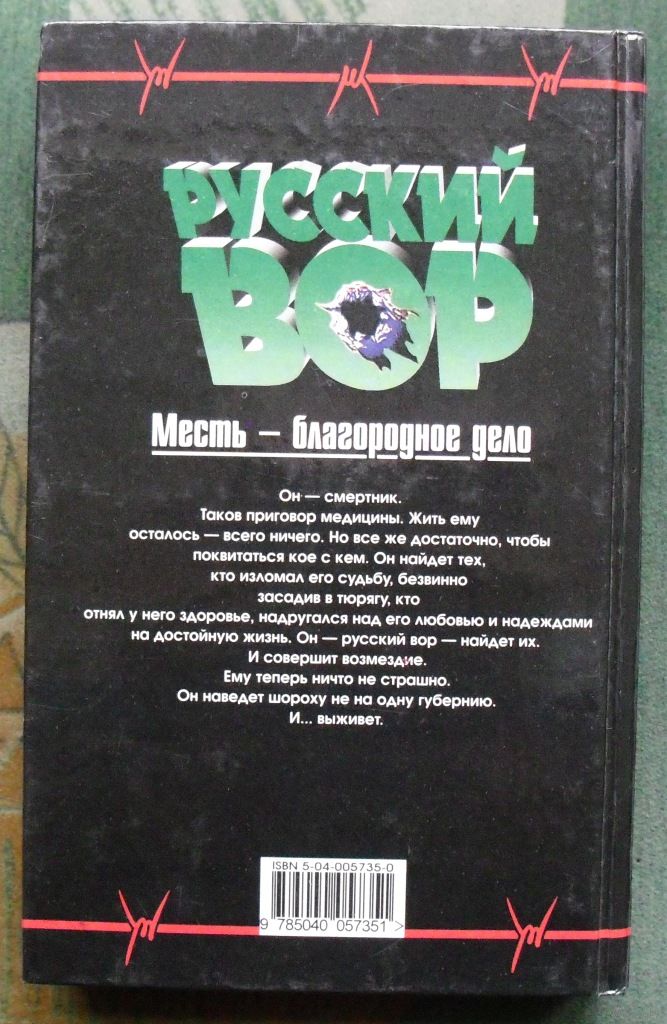 РУССКИЙ
ВОР
Месть – благородное дело
Он — смертник.
Таков приговор медицины. Жить ему
осталось — всего ничего. Но все же достаточно, чтобы
поквитаться кое с кем. Он найдет тех,
кто изломал его судьбу, безвинно
засадив в тюрягу, кто
отнял у него здоровье, надругался над его любовью и надеждами
на достойную жизнь. Он — русский вор — найдет их.
И совершит возмездие.
Ему теперь ничто не страшно.
Он наведет шороху не на одну губернию.
И... выживет.
ISBN 5-04-005735-0
9 785040 057351 >